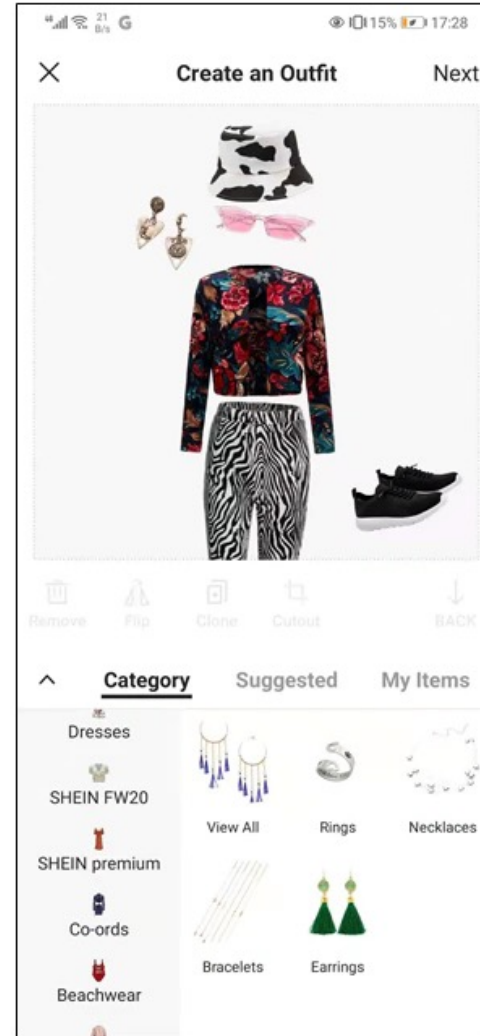 21
B/s G
15% 17:28
Create an Outfit Next
Remove Flip Clone Cutout BACK
Category Suggested My Items
Dresses
SHEIN FW20
View All Rings Necklaces
SHEIN premium
Co-ords
Bracelets Earrings
Beachwear